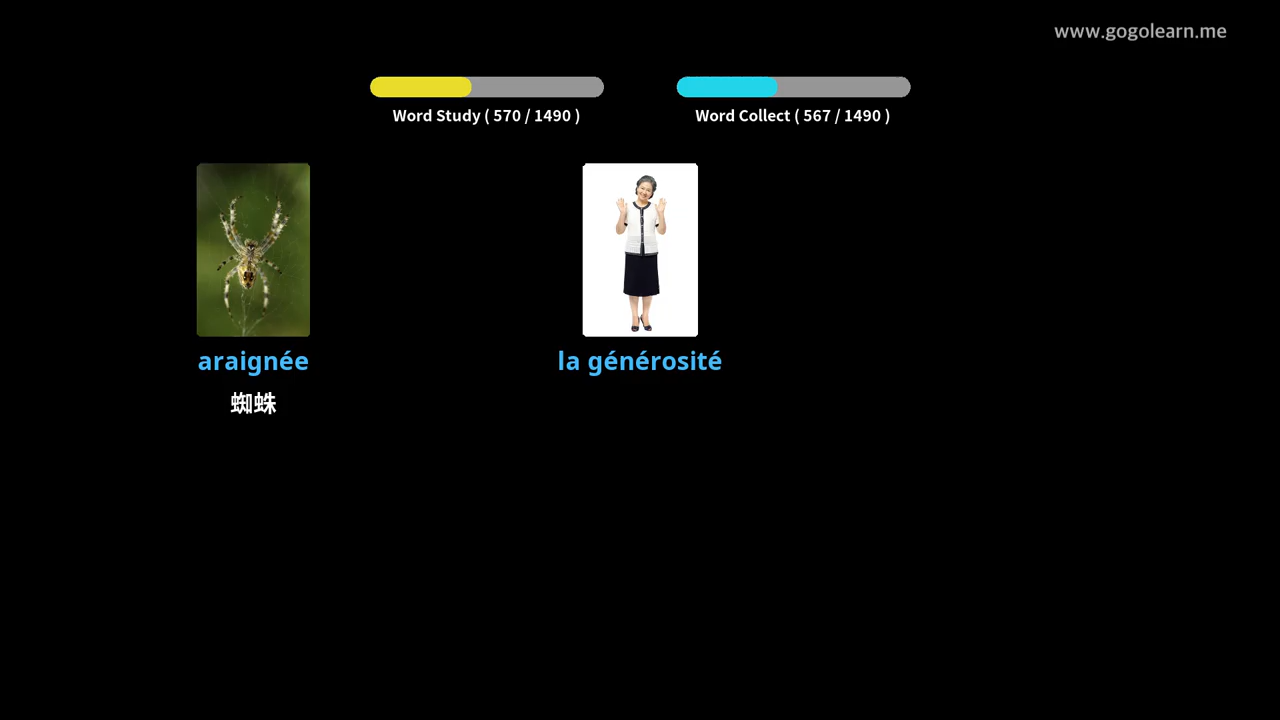 www.gogolearn.me
Word Study ( 570 / 1490 )
Word Collect ( 567 / 1490 )
araignée
la générosité
蜘蛛